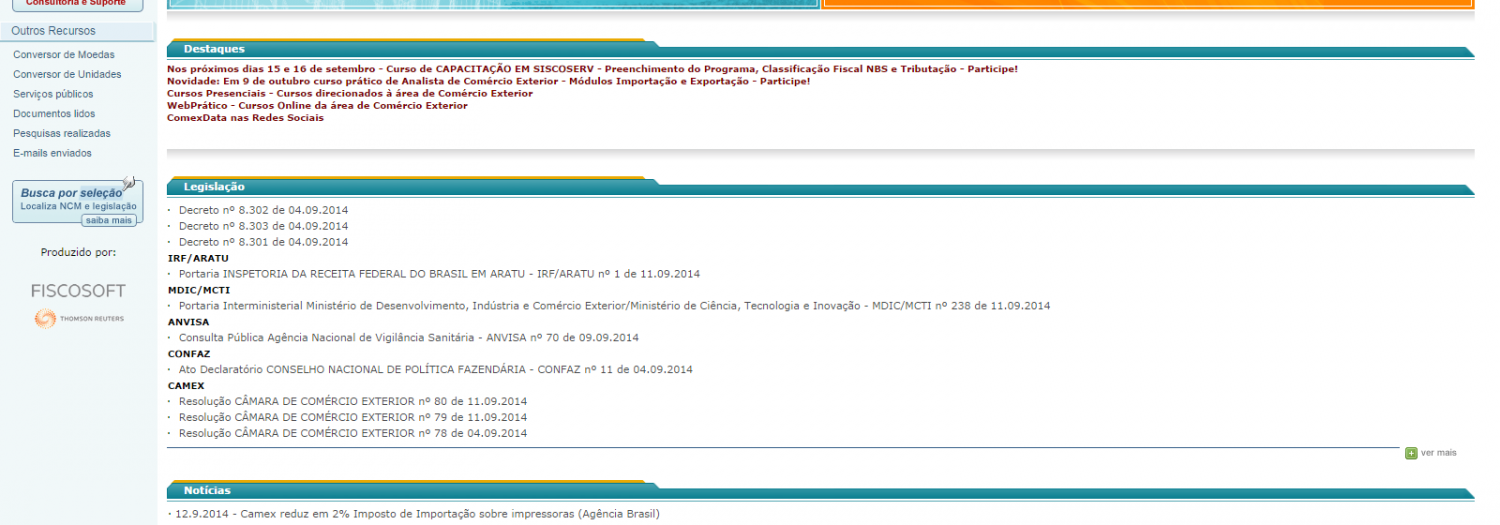 Consultoria e Suporte
Outros Recursos
Conversor de Moedas
Conversor de Unidades
Serviços públicos
Documentos lidos
Pesquisas realizadas
E-mails enviados
Busca por seleção
Localiza NCM e legislação
saiba mais
Produzido por:
FISCOSOFT
THOMSON REUTERS
Destaques
Nos próximos dias 15 e 16 de setembro - Curso de CAPACITAÇÃO EM SISCOSERV - Preenchimento do Programa, Classificação Fiscal NBS e Tributação - Participe!
Novidade: Em 9 de outubro curso prático de Analista de Comércio Exterior - Módulos Importação e Exportação - Participe!
Cursos Presenciais - Cursos direcionados à área de Comércio Exterior
WebPrático - Cursos Online da área de Comércio Exterior
ComexData nas Redes Sociais
Legislação
· Decreto nº 8.302 de 04.09.2014
· Decreto nº 8.303 de 04.09.2014
· Decreto nº 8.301 de 04.09.2014
IRF/ARATU
· Portaria INSPETORIA DA RECEITA FEDERAL DO BRASIL EM ARATU - IRF/ARATU nº 1 de 11.09.2014
MDIC/MCTI
· Portaria Interministerial Ministério de Desenvolvimento, Indústria e Comércio Exterior/Ministério de Ciência, Tecnologia e Inovação - MDIC/MCTI nº 238 de 11.09.2014
ANVISA
· Consulta Pública Agência Nacional de Vigilância Sanitária - ANVISA nº 70 de 09.09.2014
CONFAZ
· Ato Declaratório CONSELHO NACIONAL DE POLÍTICA FAZENDÁRIA - CONFAZ nº 11 de 04.09.2014
CAMEX
· Resolução CÂMARA DE COMÉRCIO EXTERIOR nº 80 de 11.09.2014
· Resolução CÂMARA DE COMÉRCIO EXTERIOR nº 79 de 11.09.2014
· Resolução CÂMARA DE COMÉRCIO EXTERIOR nº 78 de 04.09.2014
ver mais
Notícias
· 12.9.2014 - Camex reduz em 2% Imposto de Importação sobre impressoras (Agência Brasil)